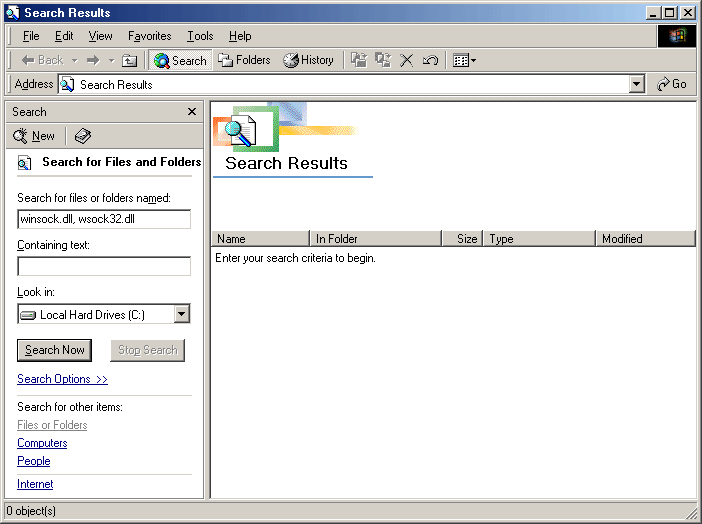 Search Results
File Edit View Favorites Tools Help
Back Search Folders History
Address Search Results Go
Search
New
Search for Files and Folders
Search for files or folders named:
winsock.dll, wsock32.dll
Containing text:
Look in:
Local Hard Drives (C:)
Search Now Stop Search
Search Options >>
Search for other items:
Files or Folders
Computers
People
Internet
Search Results
Name In Folder Size Type Modified
Enter your search criteria to begin.
0 object(s)